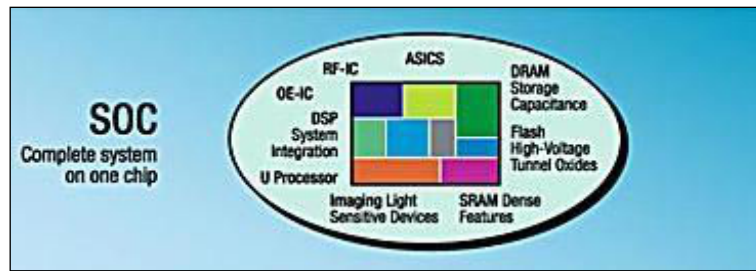 SOC
Complete system
on one chip
ASICS
RF-IC
OE-IC
DSP
System
Integration
U Processor
Imaging Light
Sensitive Devices
SRAM Dense
Features
DRAM
Storage
Capacitance
Flash
High-Voltage
Tunnel Oxides